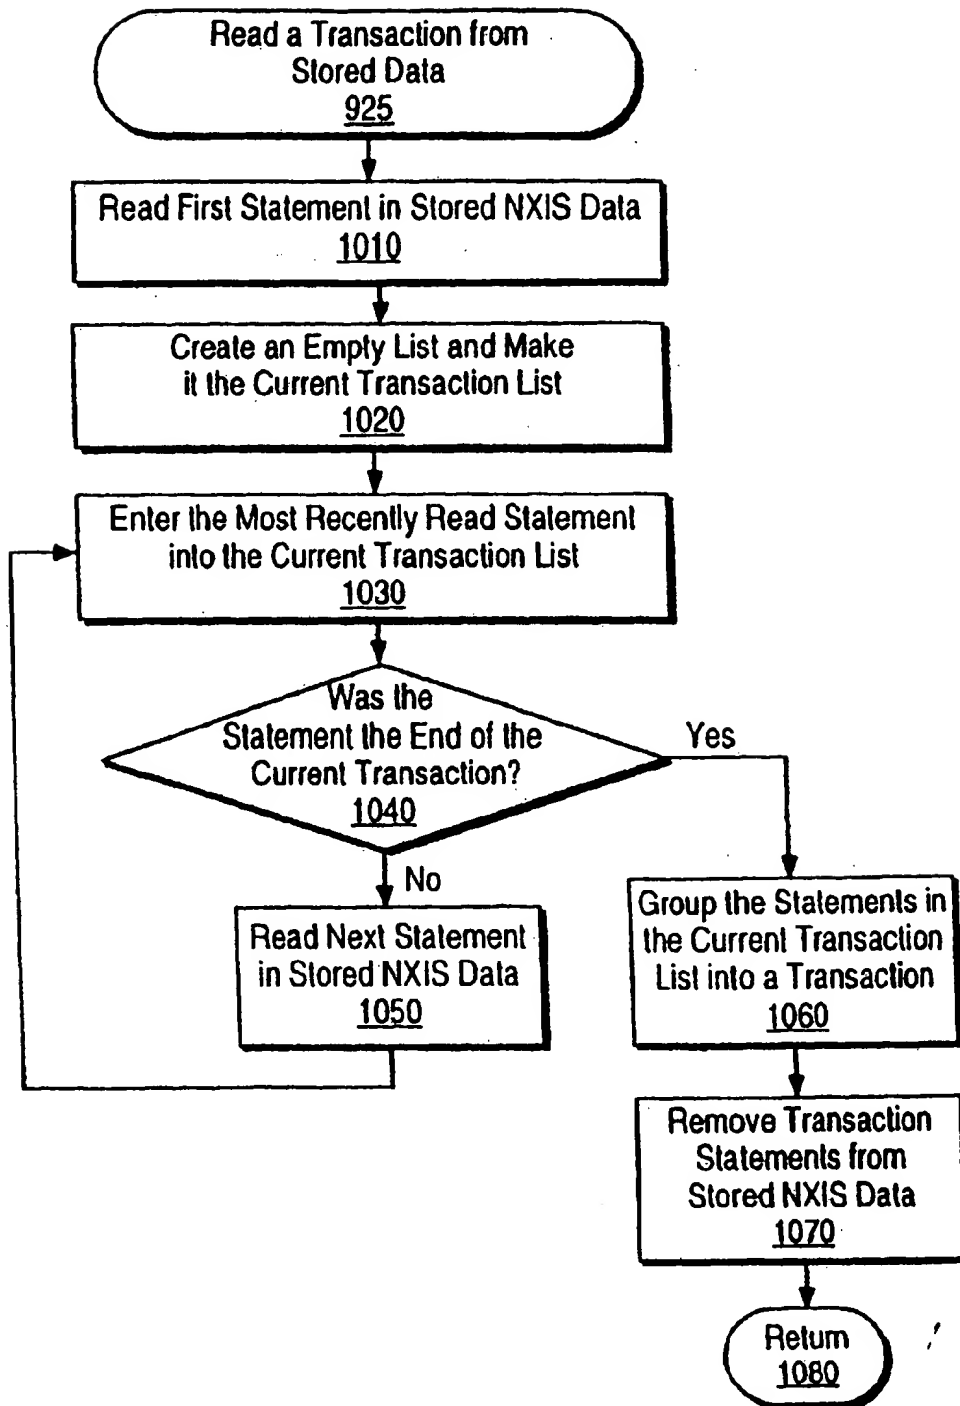 Read a Transaction from
Stored Data
925
Read First Statement in Stored NXIS Data
1010
Create an Empty List and Make
it the Current Transaction List
1020
Enter the Most Recently Read Statement
into the Current Transaction List
1030
Was the
Statement the End of the
Current Transaction?
1040
Yes
No
Read Next Statement
in Stored NXIS Data
1050
Group the Statements in
the Current Transaction
List into a Transaction
1060
Remove Transaction
Statements from
Stored NXIS Data
1070
Return
1080